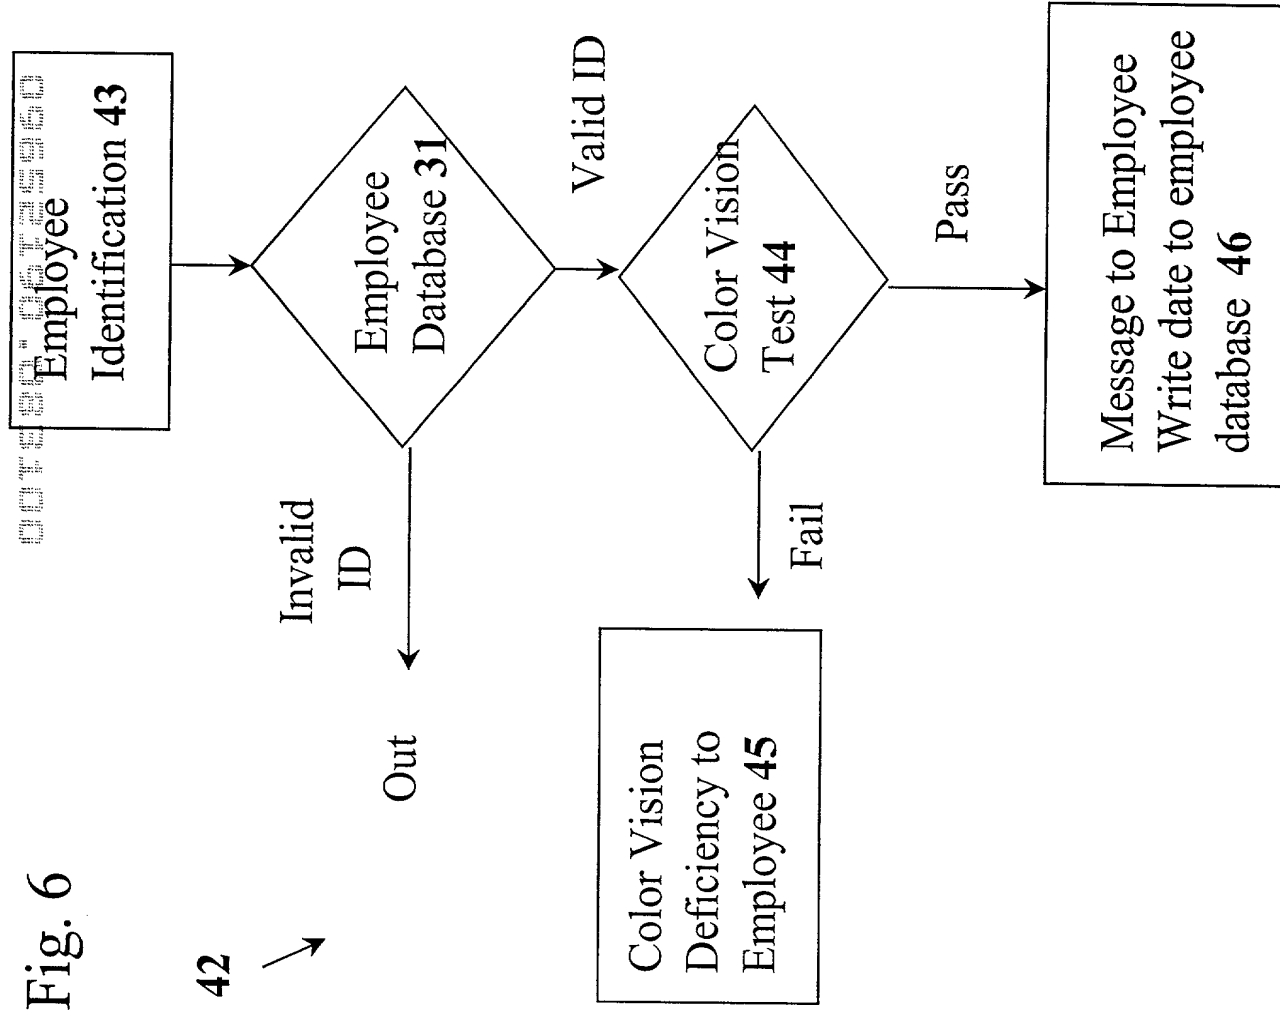 Fig. 6
42
Employee
Identification 43
Employee
Database 31
Invalid
ID
Out
Valid ID
Color Vision
Test 44
Fail
Color Vision
Deficiency to
Employee 45
Pass
Message to Employee
Write date to employee
database 46